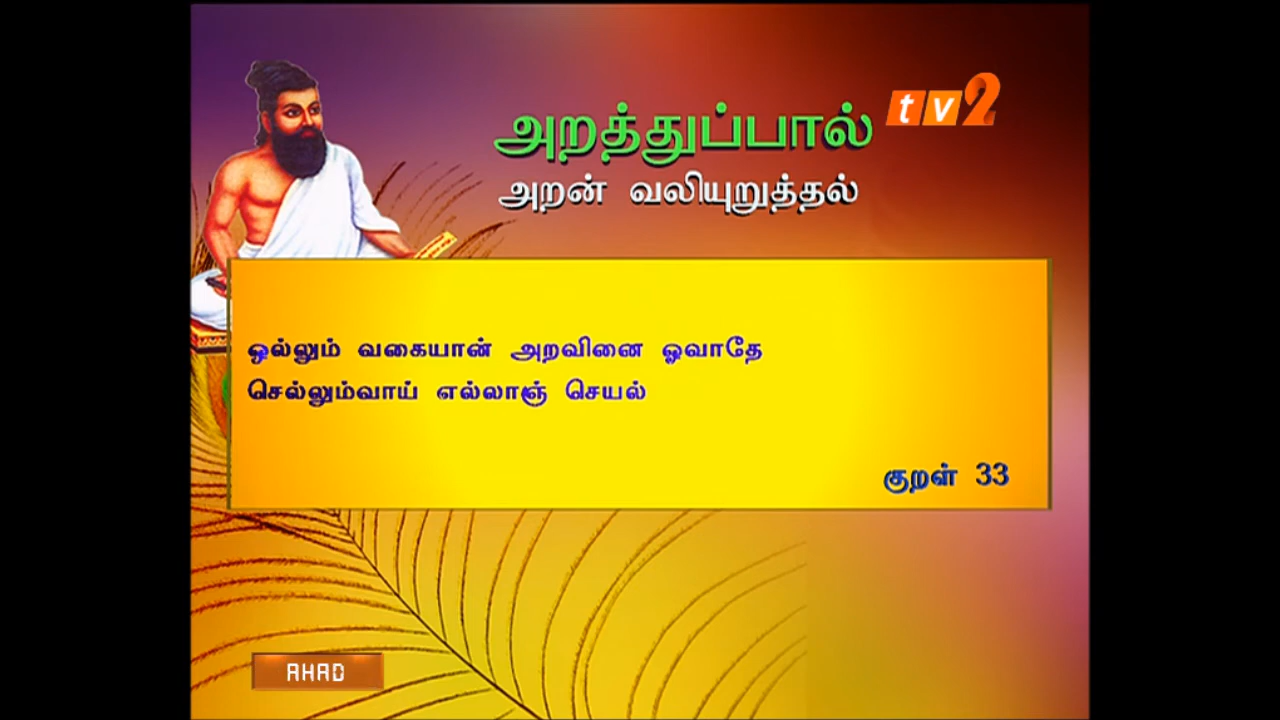 tv2
அறத்துப்பால்
அறன் வலியுறுத்தல்
ஒல்லும் வகையான் அறவினை ஓவாதே
செல்லும்வாய் எல்லாஞ் செயல்
குறள் 33
AHAD